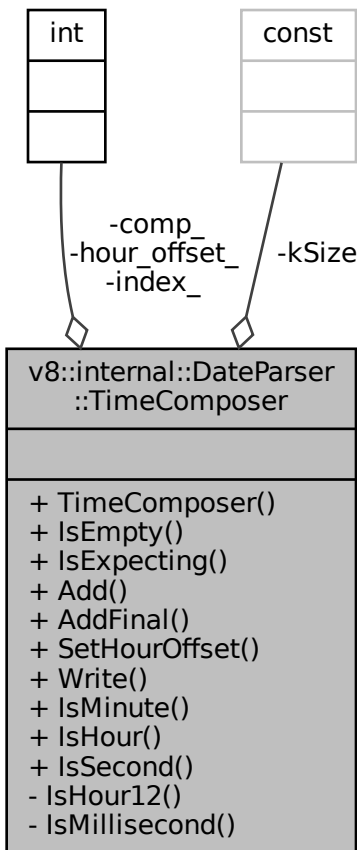 int
const
-comp_
-hour_offset_
-index_
-kSize
v8::internal::DateParser
::TimeComposer
+ TimeComposer()
+ IsEmpty()
+ IsExpecting()
+ Add()
+ AddFinal()
+ SetHourOffset()
+ Write()
+ IsMinute()
+ IsHour()
+ IsSecond()
- IsHour12()
- IsMillisecond()